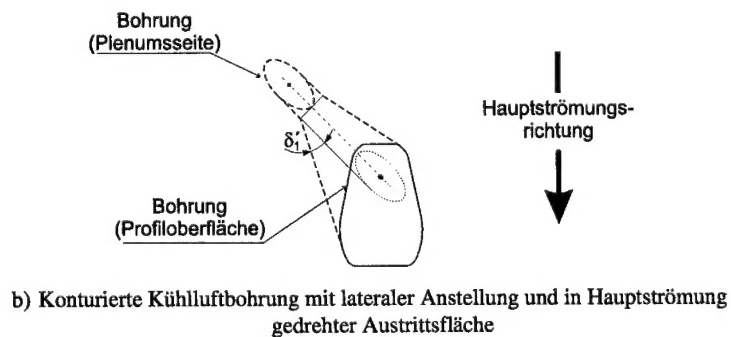 Bohrung
(Plenumsseite)
Hauptströmungs-
richtung
δ₁′
Bohrung
(Profiloberfläche)
b) Konturierte Kühlluftbohrung mit lateraler Anstellung und in Hauptströmung
gedrehter Austrittsfläche